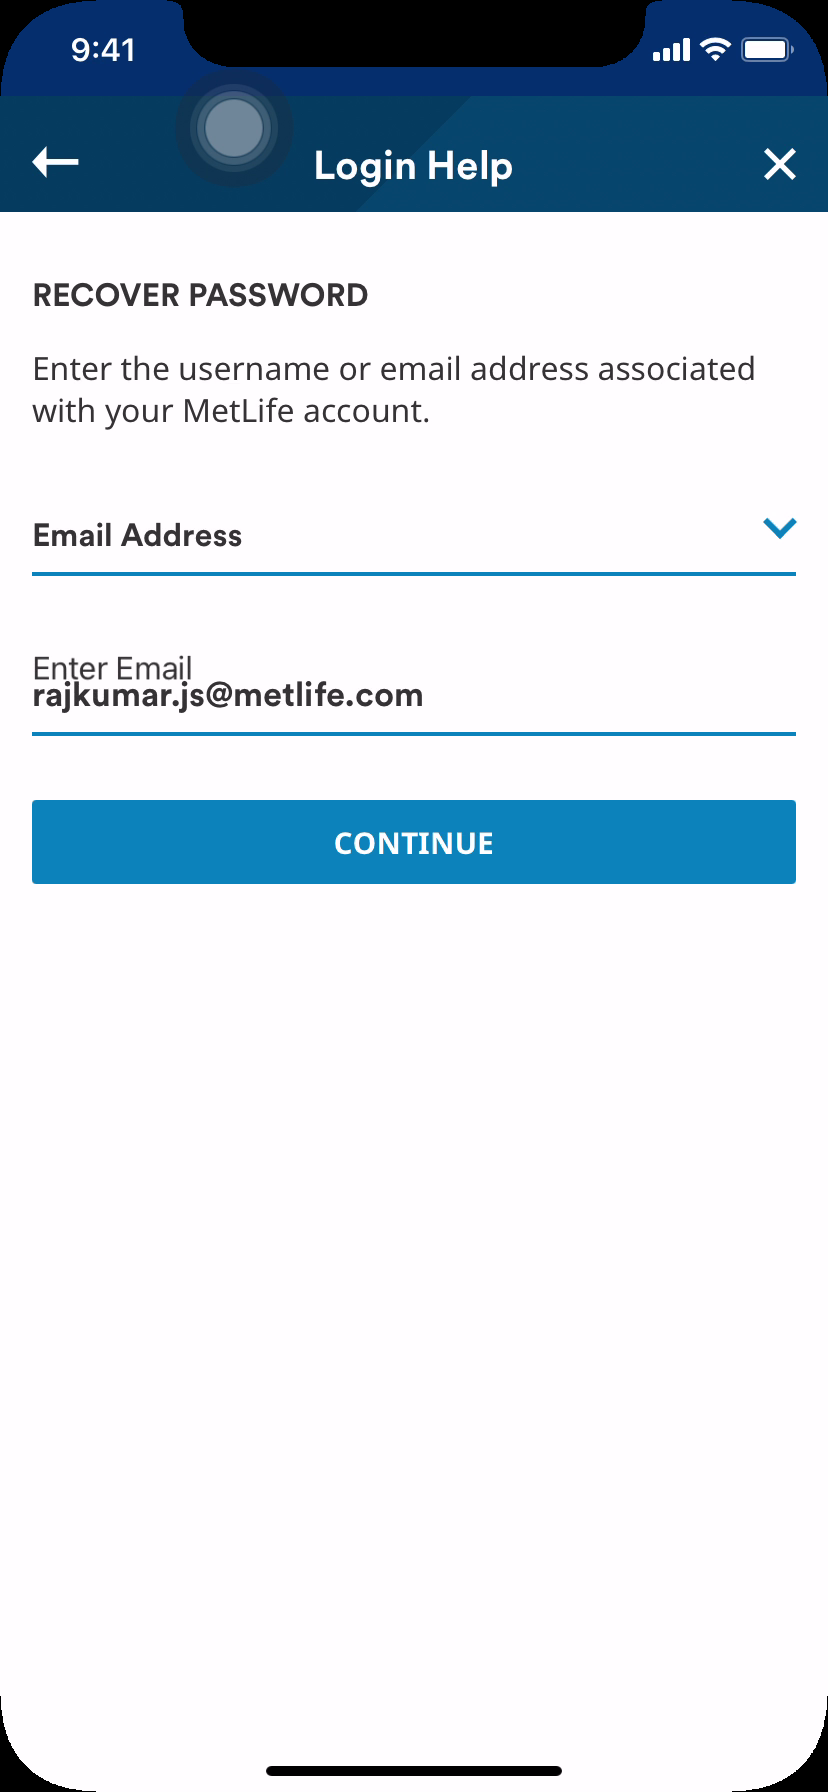 9:41
Login Help
RECOVER PASSWORD
Enter the username or email address associated
with your MetLife account.
Email Address
Enter Email
rajkumar.js@metlife.com
CONTINUE